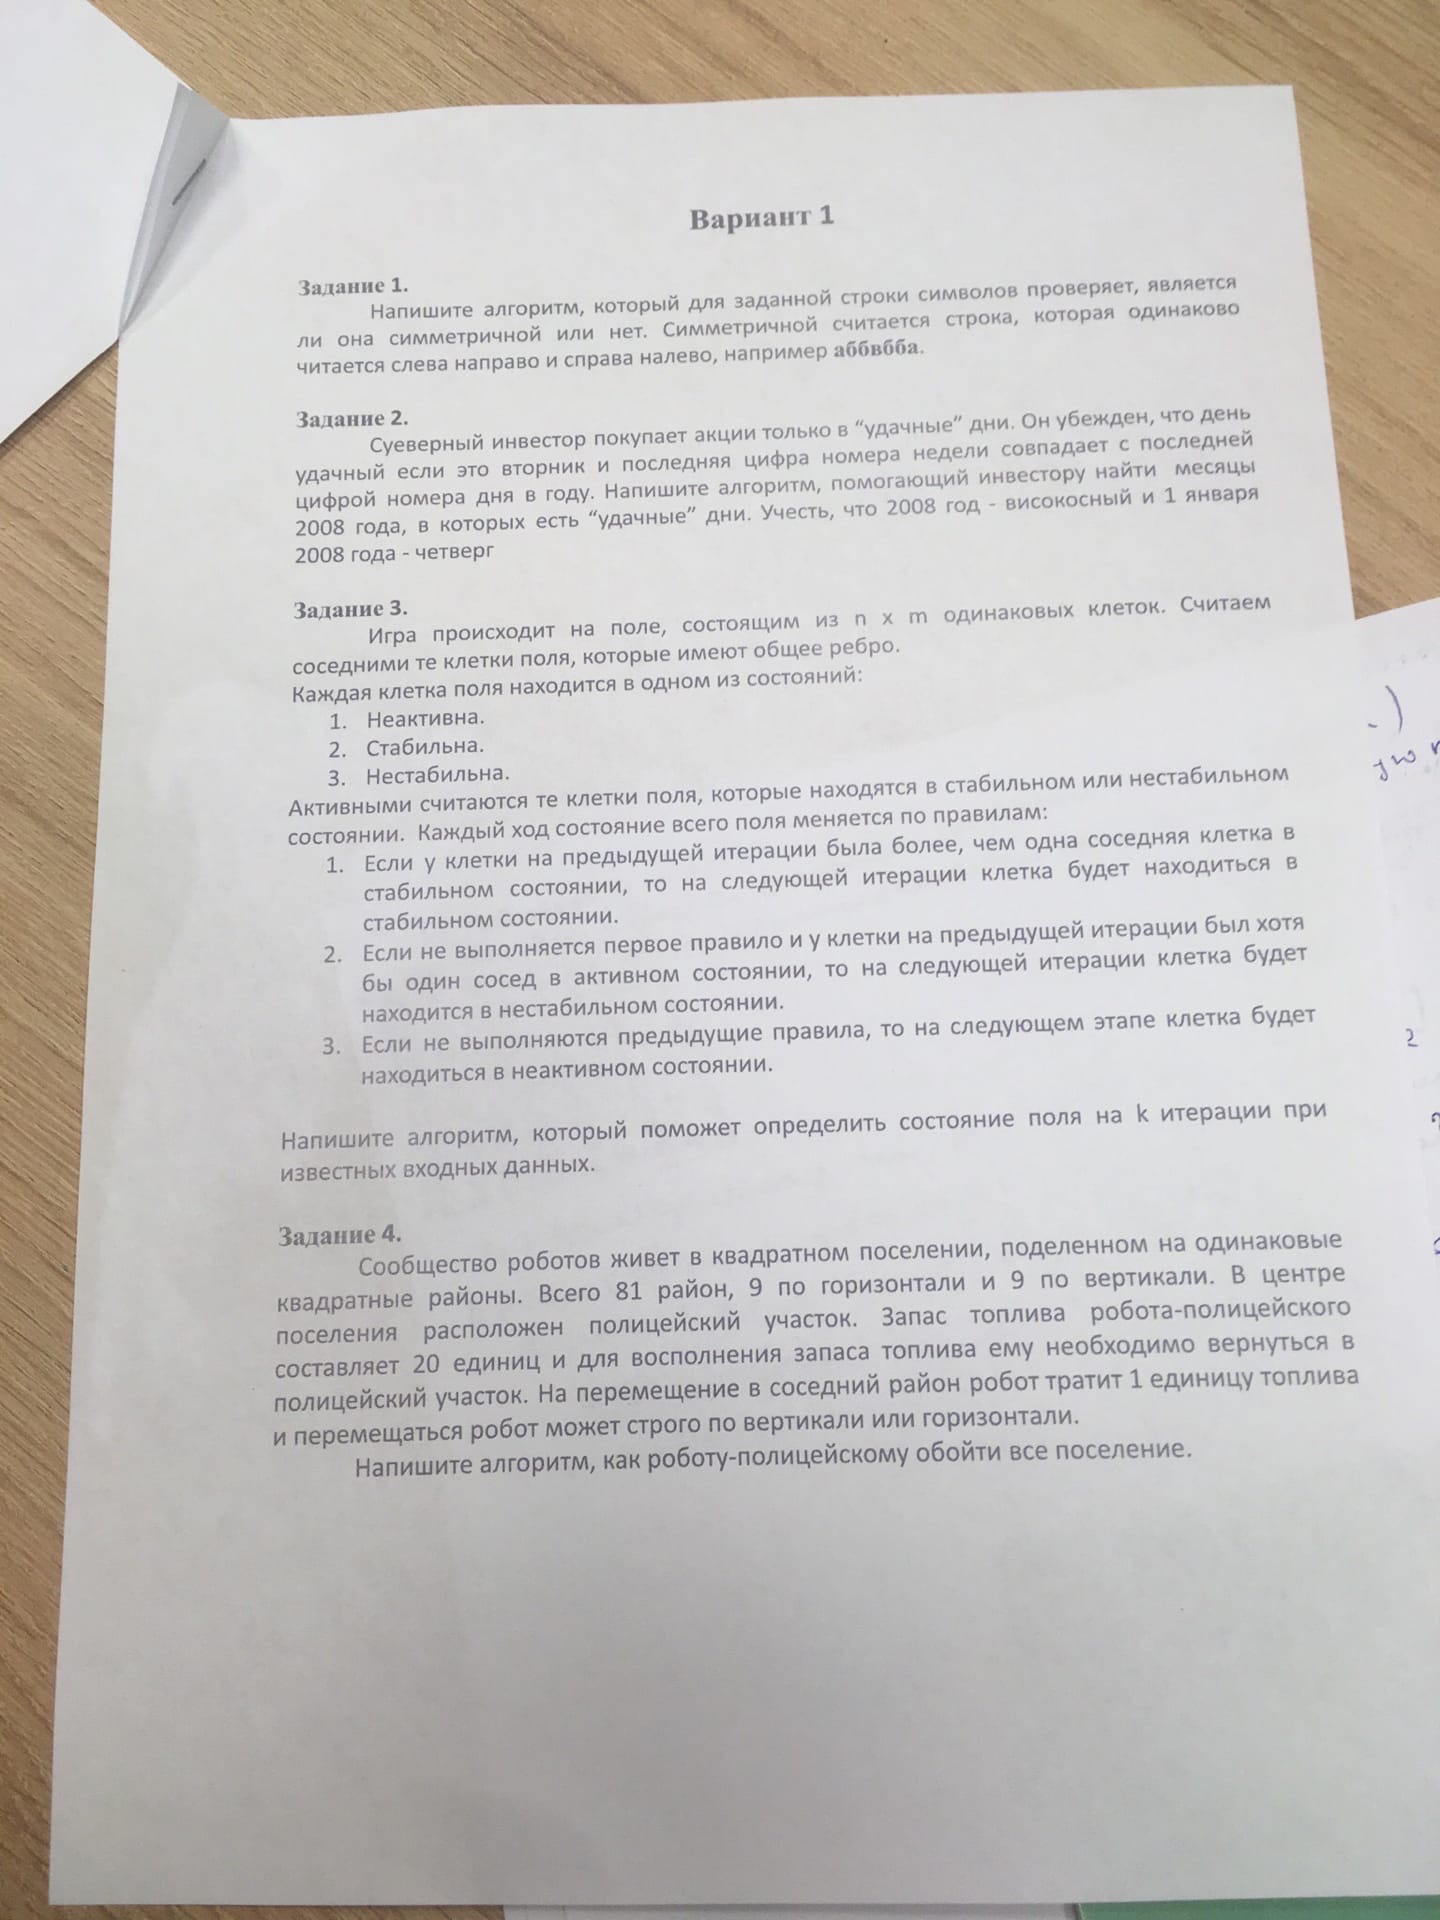 Вариант 1
Задание 1.
Напишите алгоритм, который для заданной строки символов проверяет, является
ли она симметричной или нет. Симметричной считается строка, которая одинаково
читается слева направо и справа налево, например аббвбба.
Задание 2.
Суеверный инвестор покупает акции только в “удачные” дни. Он убежден, что день
удачный если это вторник и последняя цифра номера недели совпадает с последней
цифрой номера дня в году. Напишите алгоритм, помогающий инвестору найти месяцы
2008 года, в которых есть “удачные” дни. Учесть, что 2008 год - високосный и 1 января
2008 года - четверг
Задание 3.
Игра происходит на поле, состоящим из n x m одинаковых клеток. Считаем
соседними те клетки поля, которые имеют общее ребро.
Каждая клетка поля находится в одном из состояний:
1. Неактивна.
2. Стабильна.
3. Нестабильна.
Активными считаются те клетки поля, которые находятся в стабильном или нестабильном
состоянии. Каждый ход состояние всего поля меняется по правилам:
1. Если у клетки на предыдущей итерации была более, чем одна соседняя клетка в
стабильном состоянии, то на следующей итерации клетка будет находиться в
стабильном состоянии.
2. Если не выполняется первое правило и у клетки на предыдущей итерации был хотя
бы один сосед в активном состоянии, то на следующей итерации клетка будет
находится в нестабильном состоянии.
3. Если не выполняются предыдущие правила, то на следующем этапе клетка будет
находиться в неактивном состоянии.
Напишите алгоритм, который поможет определить состояние поля на k итерации при
известных входных данных.
Задание 4.
Сообщество роботов живет в квадратном поселении, поделенном на одинаковые
квадратные районы. Всего 81 район, 9 по горизонтали и 9 по вертикали. В центре
поселения расположен полицейский участок. Запас топлива робота-полицейского
составляет 20 единиц и для восполнения запаса топлива ему необходимо вернуться в
полицейский участок. На перемещение в соседний район робот тратит 1 единицу топлива
и перемещаться робот может строго по вертикали или горизонтали.
Напишите алгоритм, как роботу-полицейскому обойти все поселение.